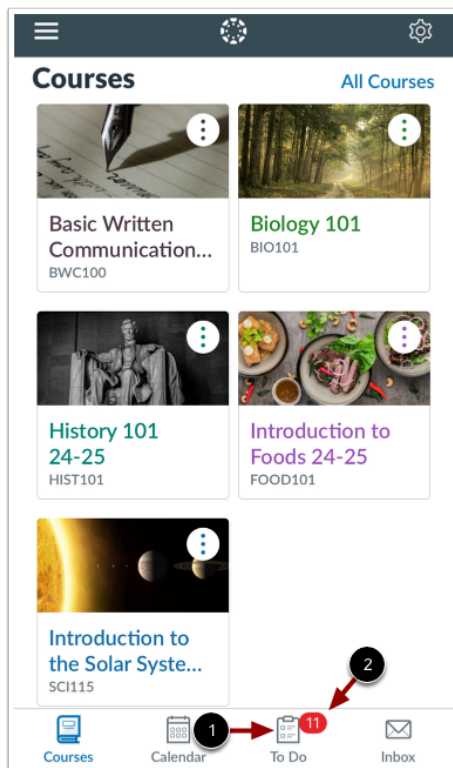 Courses
All Courses
Basic Written
Communication...
BWC100
Biology 101
BIO101
History 101
24-25
HIST101
Introduction to
Foods 24-25
FOOD101
Introduction to
the Solar Syste...
SCI115
2
1
11
Courses
Calendar
To Do
Inbox